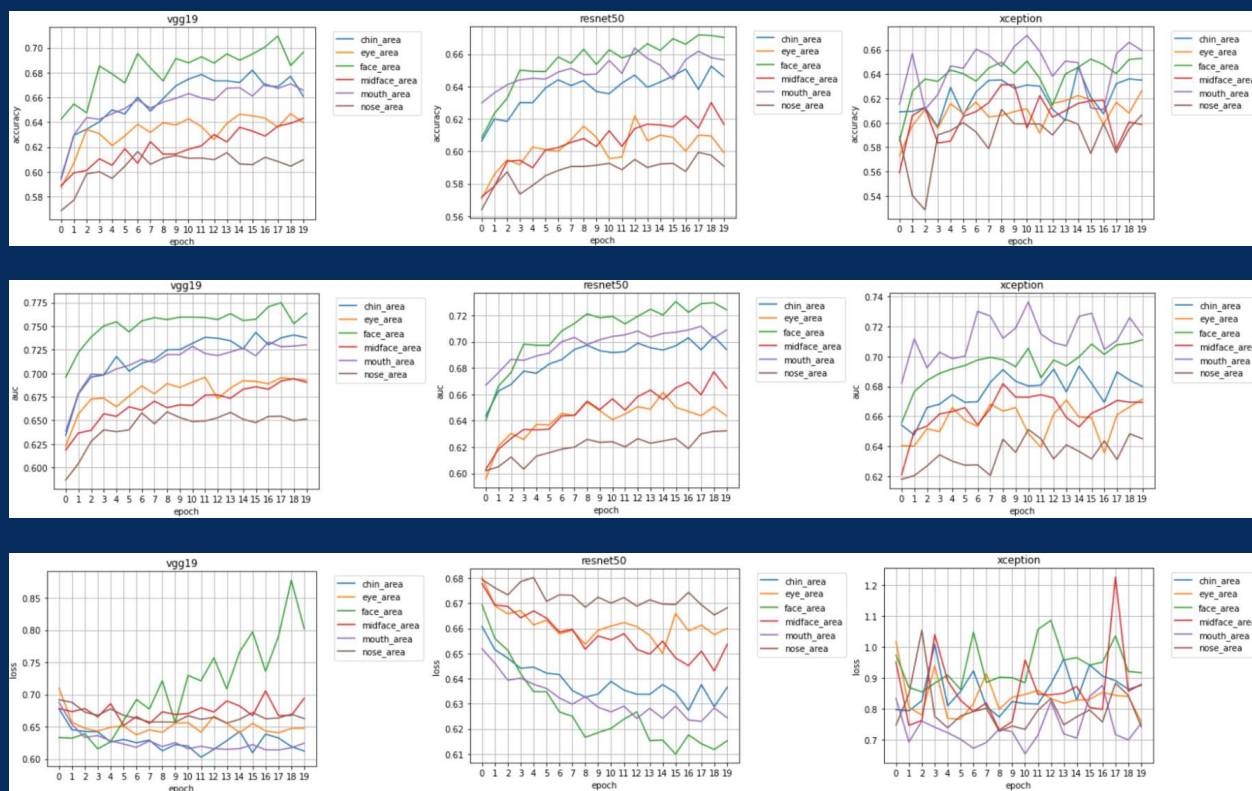 vgg19
accuracy
0.70
0.68
0.66
0.64
0.62
0.60
0.58
0 1 2 3 4 5 6 7 8 9 10 11 12 13 14 15 16 17 18 19
epoch
chin_area
eye_area
face_area
midface_area
mouth_area
nose_area
resnet50
accuracy
0.66
0.64
0.62
0.60
0.58
0.56
0 1 2 3 4 5 6 7 8 9 10 11 12 13 14 15 16 17 18 19
epoch
chin_area
eye_area
face_area
midface_area
mouth_area
nose_area
xception
accuracy
0.66
0.64
0.62
0.60
0.58
0.56
0.54
0 1 2 3 4 5 6 7 8 9 10 11 12 13 14 15 16 17 18 19
epoch
chin_area
eye_area
face_area
midface_area
mouth_area
nose_area
vgg19
auc
0.775
0.750
0.725
0.700
0.675
0.650
0.625
0.600
0 1 2 3 4 5 6 7 8 9 10 11 12 13 14 15 16 17 18 19
epoch
chin_area
eye_area
face_area
midface_area
mouth_area
nose_area
resnet50
auc
0.72
0.70
0.68
0.66
0.64
0.62
0.60
0 1 2 3 4 5 6 7 8 9 10 11 12 13 14 15 16 17 18 19
epoch
chin_area
eye_area
face_area
midface_area
mouth_area
nose_area
xception
auc
0.74
0.72
0.70
0.68
0.66
0.64
0.62
0 1 2 3 4 5 6 7 8 9 10 11 12 13 14 15 16 17 18 19
epoch
chin_area
eye_area
face_area
midface_area
mouth_area
nose_area
vgg19
loss
0.85
0.80
0.75
0.70
0.65
0.60
0 1 2 3 4 5 6 7 8 9 10 11 12 13 14 15 16 17 18 19
epoch
chin_area
eye_area
face_area
midface_area
mouth_area
nose_area
resnet50
loss
0.68
0.67
0.66
0.65
0.64
0.63
0.62
0.61
0 1 2 3 4 5 6 7 8 9 10 11 12 13 14 15 16 17 18 19
epoch
chin_area
eye_area
face_area
midface_area
mouth_area
nose_area
xception
loss
1.2
1.1
1.0
0.9
0.8
0.7
0 1 2 3 4 5 6 7 8 9 10 11 12 13 14 15 16 17 18 19
epoch
chin_area
eye_area
face_area
midface_area
mouth_area
nose_area